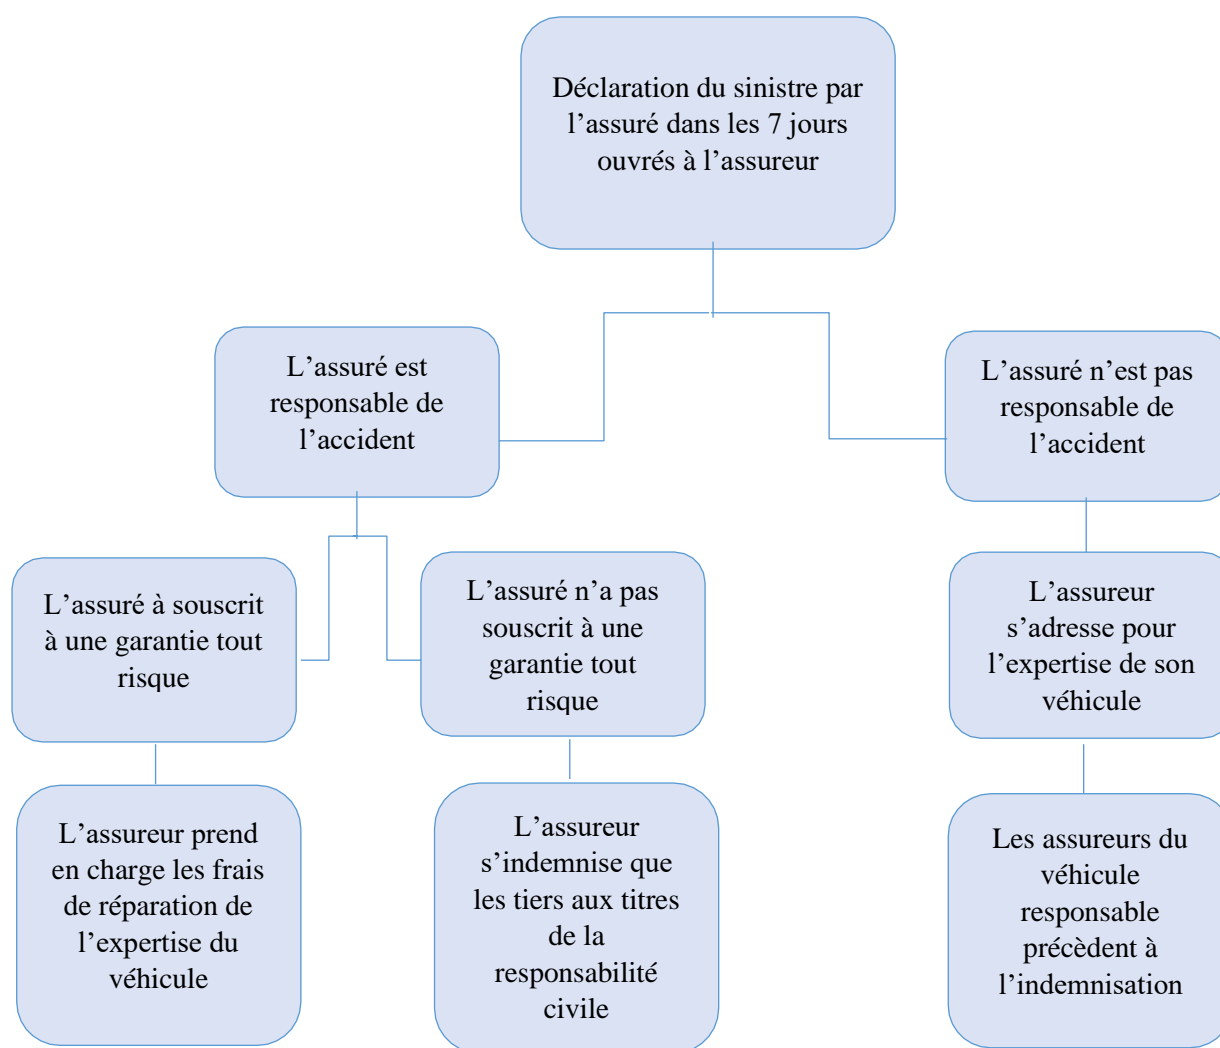 Déclaration du sinistre par
l’assuré dans les 7 jours
ouvrés à l’assureur
L’assuré est
responsable de
l’accident
L’assuré n’est pas
responsable de
l’accident
L’assuré à souscrit
à une garantie tout
risque
L’assuré n’a pas
souscrit à une
garantie tout
risque
L’assureur
s’adresse pour
l’expertise de son
véhicule
L’assureur prend
en charge les frais
de réparation de
l’expertise du
véhicule
L’assureur
s’indemnise que
les tiers aux titres
de la
responsabilité
civile
Les assureurs du
véhicule
responsable
précèdent à
l’indemnisation